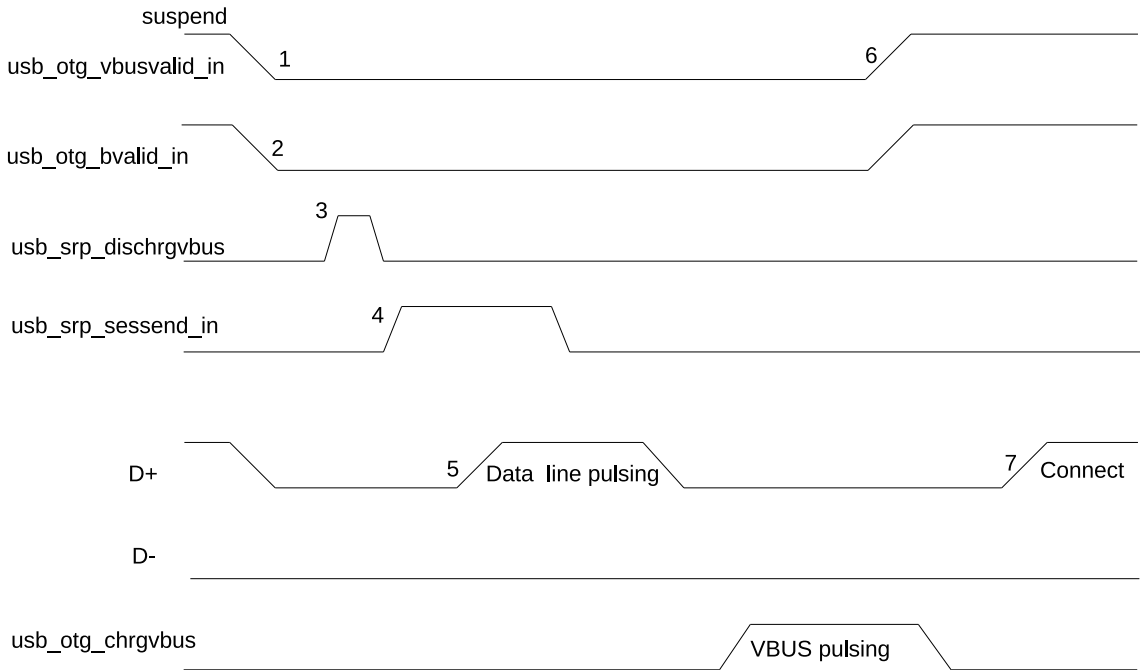 suspend
usb_otg_vbusvalid_in 1 6
usb_otg_bvalid_in 2
usb_srp_dischrgvbus 3
usb_srp_sessend_in 4
D+ 5 Data line pulsing 7 Connect
D-
usb_otg_chrgvbus VBUS pulsing